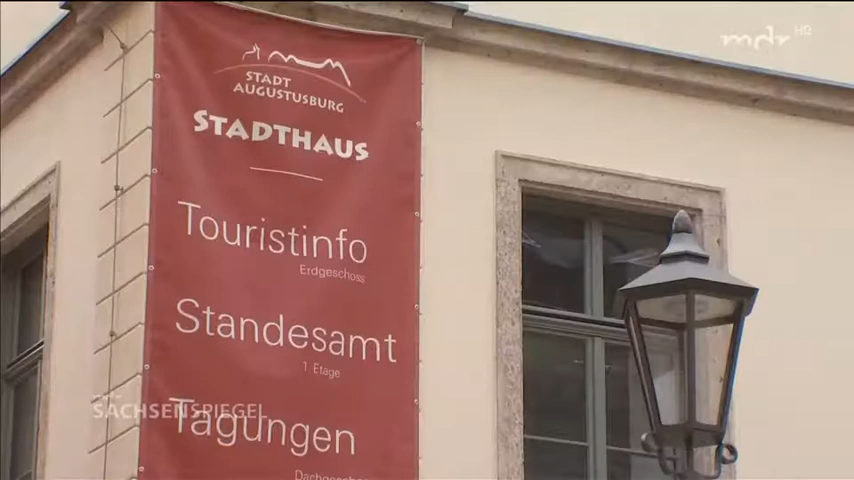 mdr HD
STADT
AUGUSTUSBURG
STADTHAUS
Touristinfo
Erdgeschoss
Standesamt
1. Etage
SACHSENSPIEGEL
Tagungen